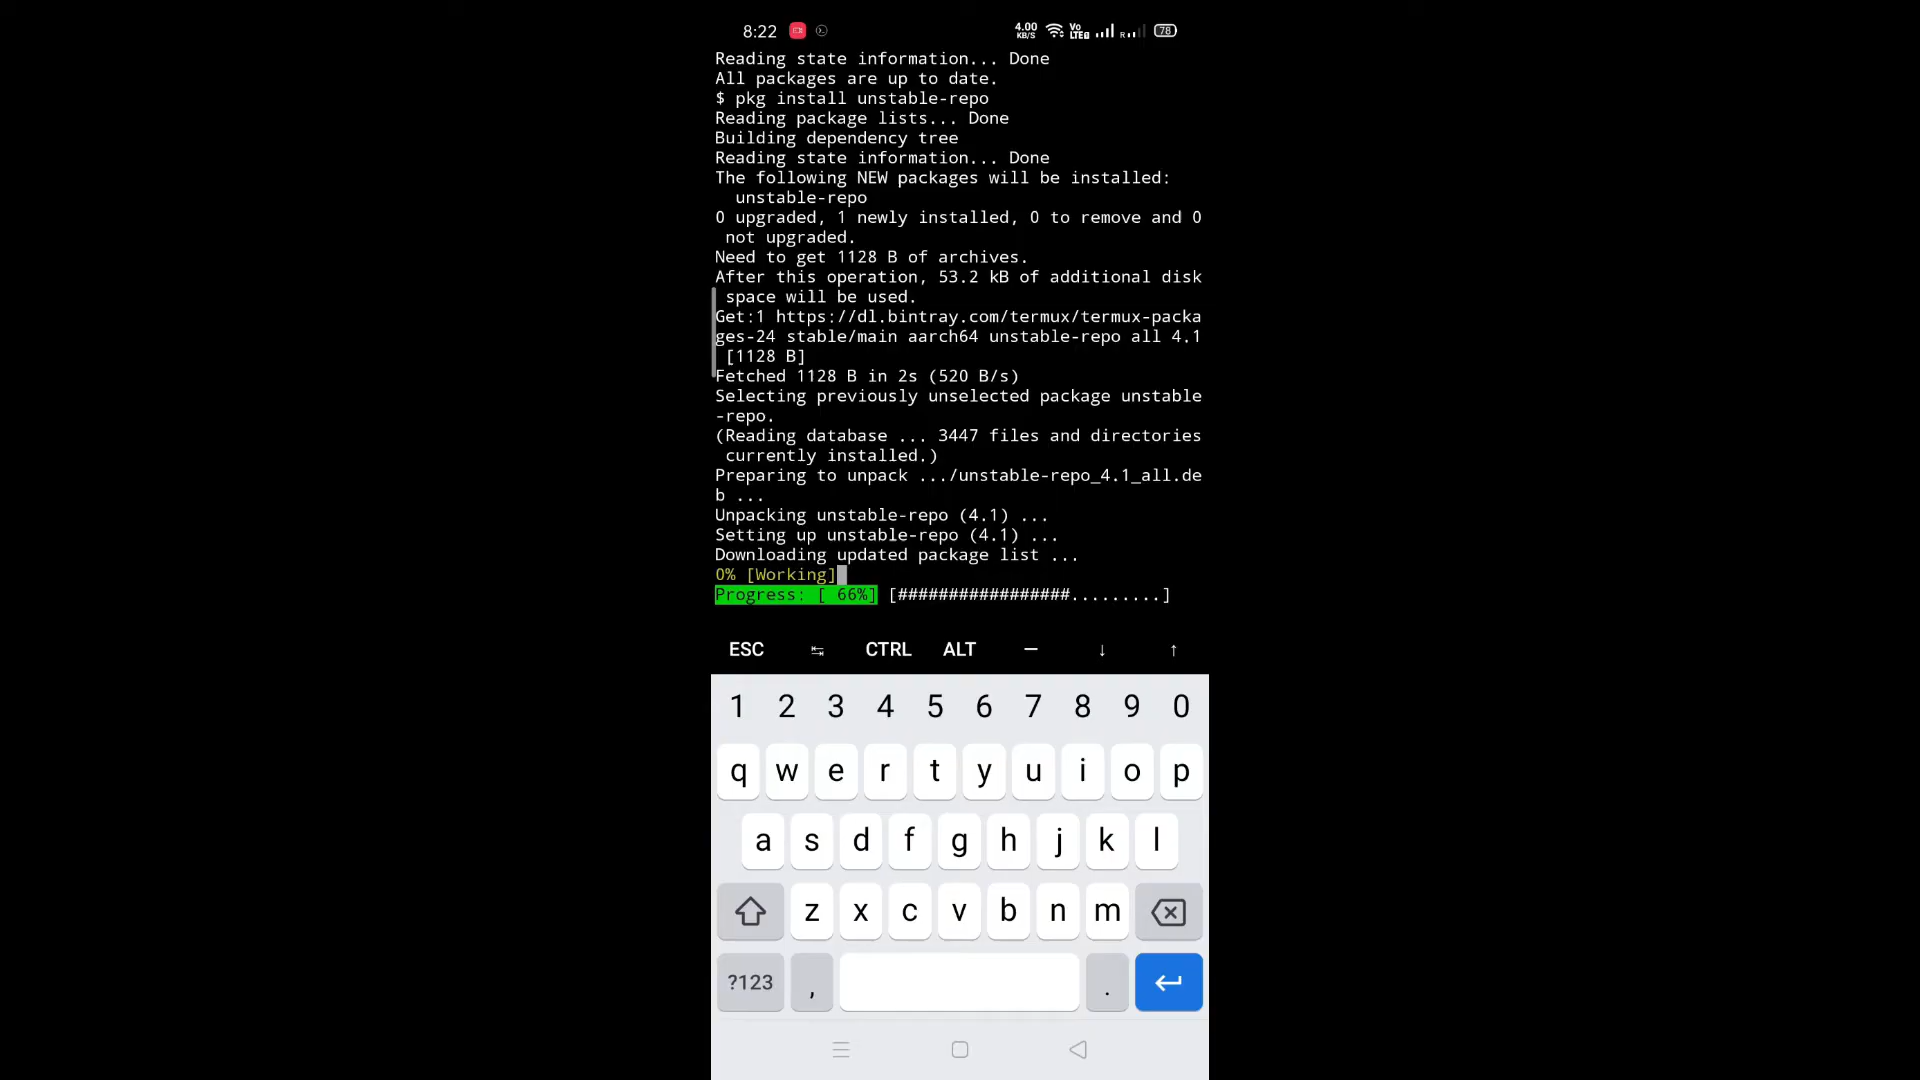 8:22 4.00 KB/S Vo LTE R 78
Reading state information... Done
All packages are up to date.
$ pkg install unstable-repo
Reading package lists... Done
Building dependency tree
Reading state information... Done
The following NEW packages will be installed:
  unstable-repo
0 upgraded, 1 newly installed, 0 to remove and 0
 not upgraded.
Need to get 1128 B of archives.
After this operation, 53.2 kB of additional disk
 space will be used.
Get:1 https://dl.bintray.com/termux/termux-packa
ges-24 stable/main aarch64 unstable-repo all 4.1
 [1128 B]
Fetched 1128 B in 2s (520 B/s)
Selecting previously unselected package unstable
-repo.
(Reading database ... 3447 files and directories
 currently installed.)
Preparing to unpack .../unstable-repo_4.1_all.de
b ...
Unpacking unstable-repo (4.1) ...
Setting up unstable-repo (4.1) ...
Downloading updated package list ...
0% [Working]
Progress: [ 66%] [#################.........]
ESC ↹ CTRL ALT — ↓ ↑
1 2 3 4 5 6 7 8 9 0
q w e r t y u i o p
a s d f g h j k l
z x c v b n m
?123 , .